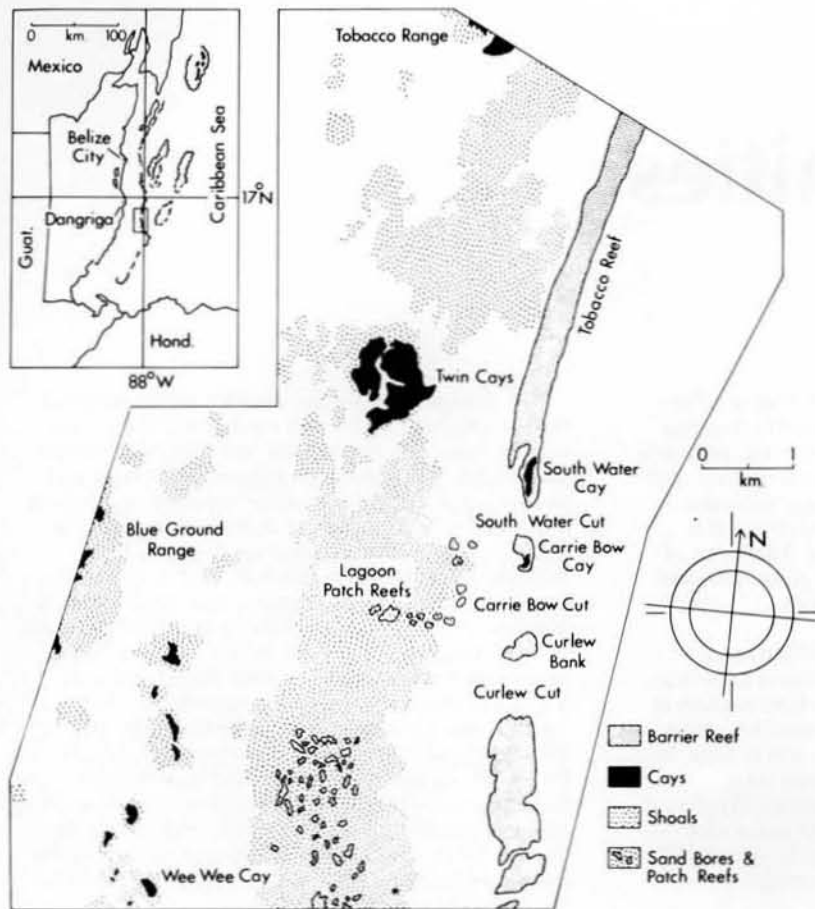 0 100
km.
Mexico
Belize
City
Caribbean Sea
17°N
Dangriga
Guat.
Hond.
88°W
Tobacco Range
Tobacco Reef
Twin Cays
South Water
Cay
0 1
km.
South Water Cut
Blue Ground
Range
N
Carrie Bow
Cay
Lagoon
Patch Reefs
Carrie Bow Cut
Curlew
Bank
Curlew Cut
Barrier Reef
Cays
Shoals
Sand Bores &
Patch Reefs
Wee Wee Cay